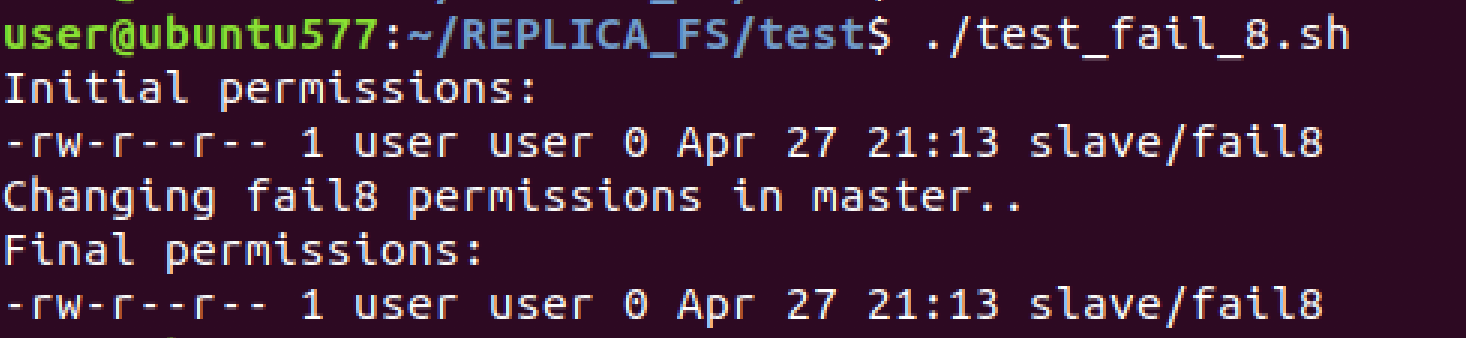 user@ubuntu577:~/REPLICA_FS/test$ ./test_fail_8.sh
Initial permissions:
-rw-r--r-- 1 user user 0 Apr 27 21:13 slave/fail8
Changing fail8 permissions in master..
Final permissions:
-rw-r--r-- 1 user user 0 Apr 27 21:13 slave/fail8